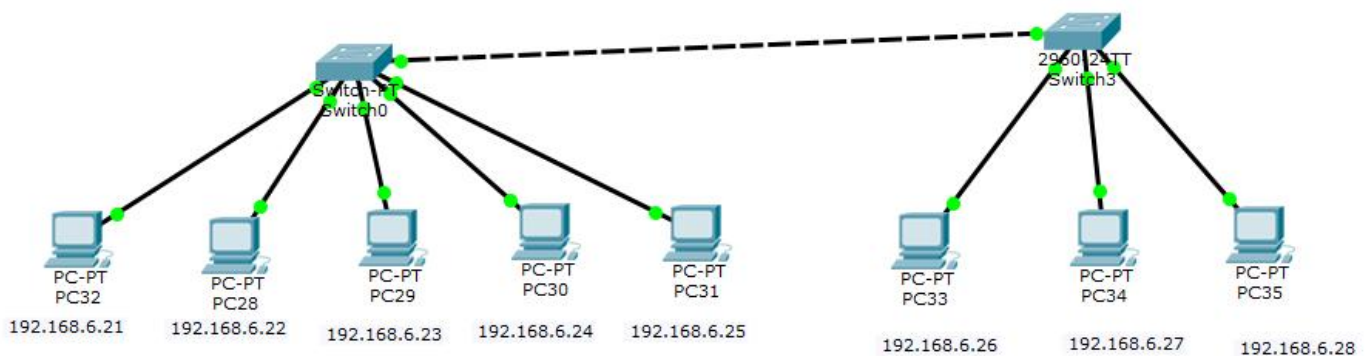 2950-24TT
Switch3
Switch-PT
Switch0
PC-PT
PC32
PC-PT
PC28
PC-PT
PC29
PC-PT
PC30
PC-PT
PC31
PC-PT
PC33
PC-PT
PC34
PC-PT
PC35
192.168.6.21
192.168.6.22
192.168.6.23
192.168.6.24
192.168.6.25
192.168.6.26
192.168.6.27
192.168.6.28